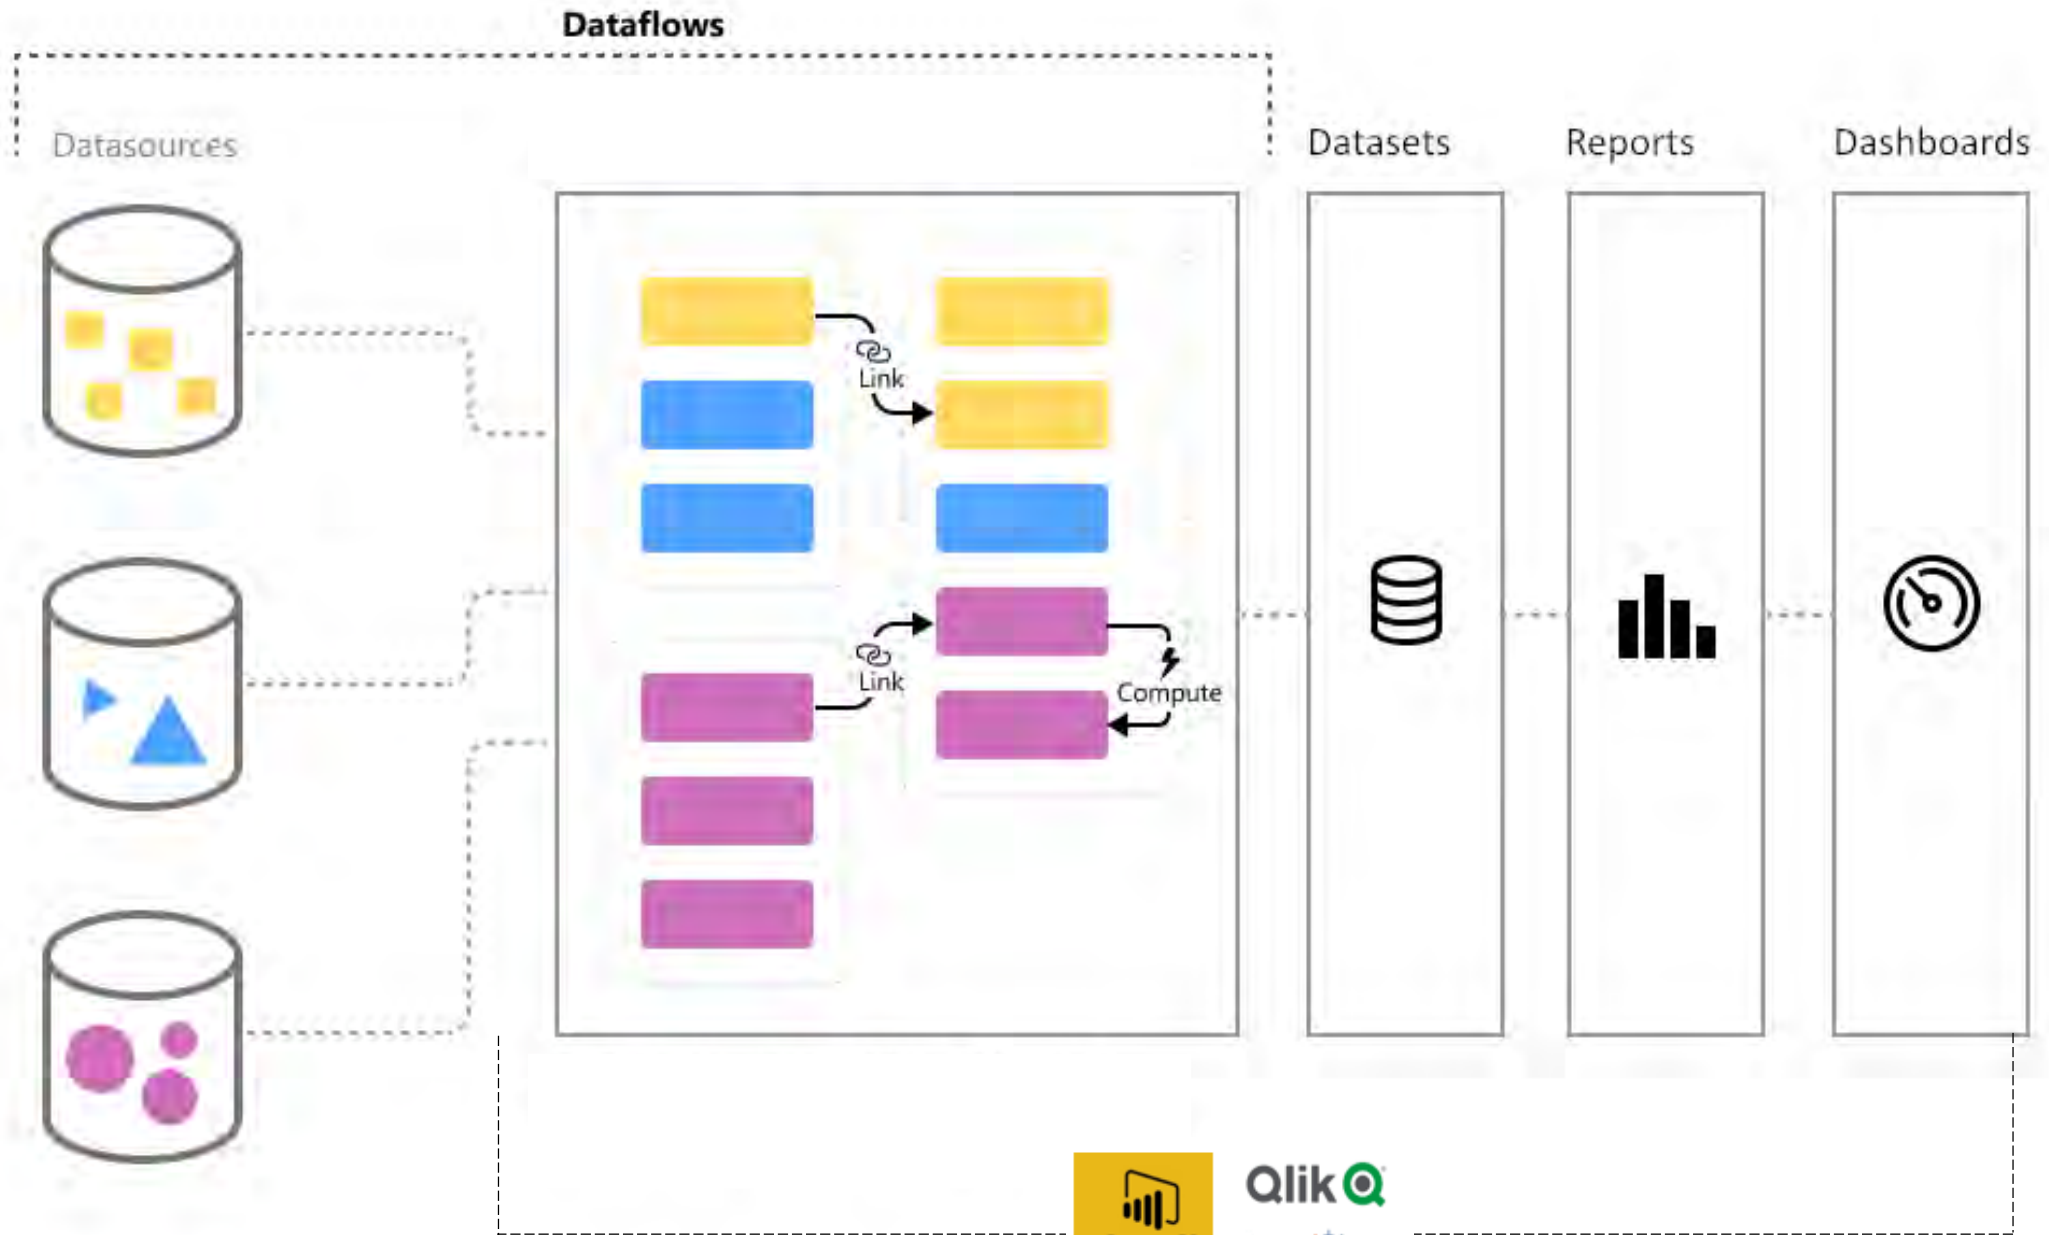 Dataflows
Datasources
Datasets
Reports
Dashboards
Link
Link
Compute
Qlik